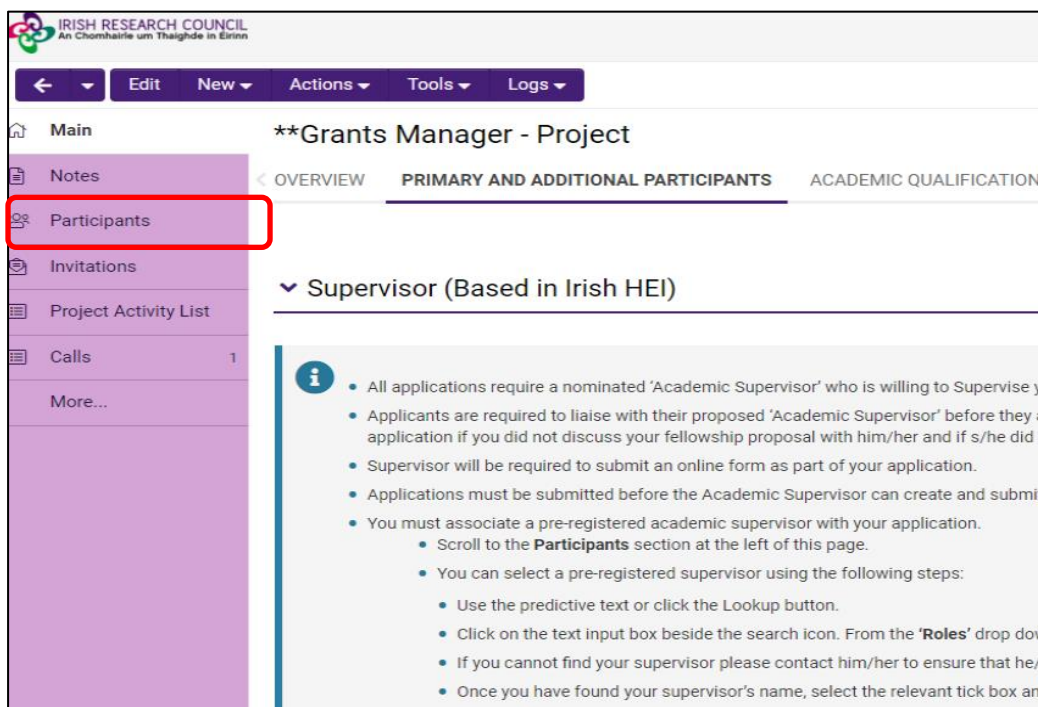 IRISH RESEARCH COUNCIL
An Chomhairle um Thaighde in Éirinn
Edit New Actions Tools Logs
Main
Notes
Participants
Invitations
Project Activity List
Calls 1
More...
**Grants Manager - Project
OVERVIEW PRIMARY AND ADDITIONAL PARTICIPANTS ACADEMIC QUALIFICATION
Supervisor (Based in Irish HEI)
All applications require a nominated ‘Academic Supervisor’ who is willing to Supervise y
Applicants are required to liaise with their proposed ‘Academic Supervisor’ before they a
application if you did not discuss your fellowship proposal with him/her and if s/he did
Supervisor will be required to submit an online form as part of your application.
Applications must be submitted before the Academic Supervisor can create and submi
You must associate a pre-registered academic supervisor with your application.
Scroll to the Participants section at the left of this page.
You can select a pre-registered supervisor using the following steps:
Use the predictive text or click the Lookup button.
Click on the text input box beside the search icon. From the ‘Roles’ drop dov
If you cannot find your supervisor please contact him/her to ensure that he/
Once you have found your supervisor’s name, select the relevant tick box an